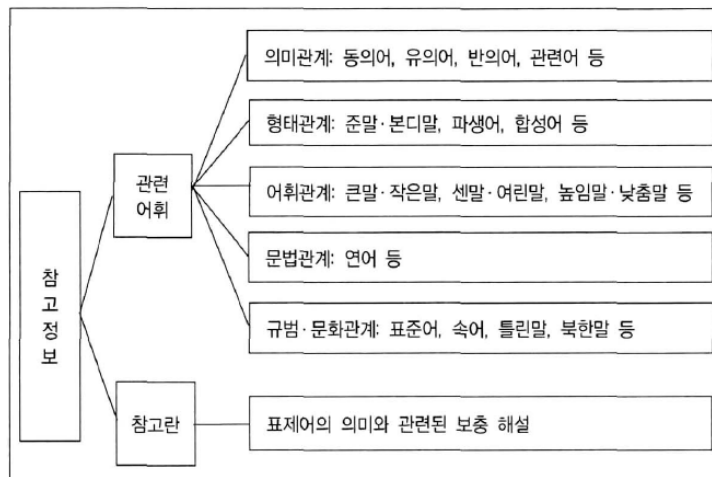 참
고
정
보
관련
어휘
의미관계: 동의어, 유의어, 반의어, 관련어 등
형태관계: 준말·본디말, 파생어, 합성어 등
어휘관계: 큰말·작은말, 센말·여린말, 높임말·낮춤말 등
문법관계: 연어 등
규범·문화관계: 표준어, 속어, 틀린말, 북한말 등
참고란
표제어의 의미와 관련된 보충 해설